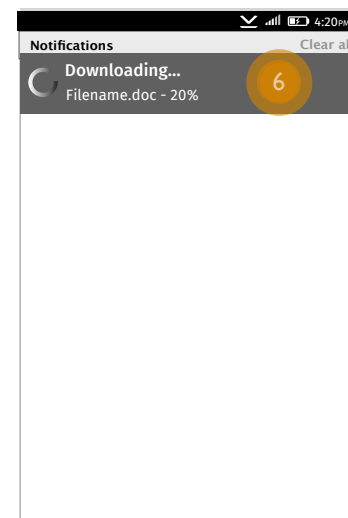 4:20PM
Notifications Clear al
Downloading...
Filename.doc - 20%
6